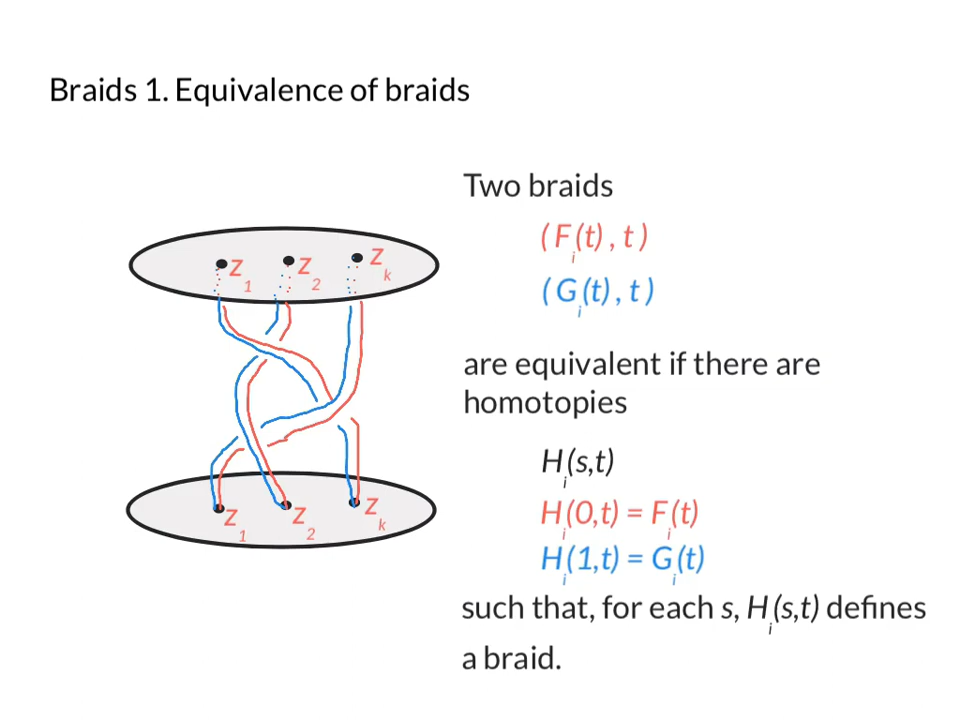 Braids 1. Equivalence of braids
Two braids
( F_i(t) , t )
( G_i(t) , t )
are equivalent if there are
homotopies
H_i(s,t)
H_i(0,t) = F_i(t)
H_i(1,t) = G_i(t)
such that, for each s, H_i(s,t) defines
a braid.
z_1 z_2 z_k
z_1 z_2 z_k